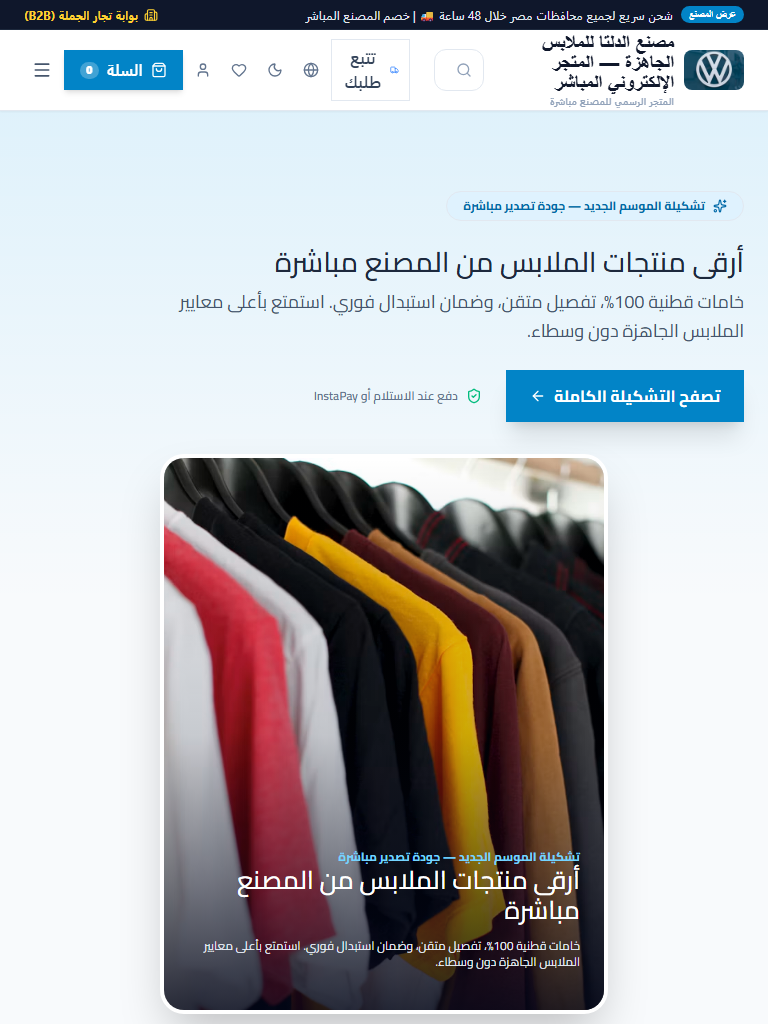 عرض المصنع
شحن سريع لجميع محافظات مصر خلال 48 ساعة 🚚 | خصم المصنع المباشر
بوابة تجار الجملة (B2B)
مصنع الدلتا للملابس
الجاهزة — المتجر
الإلكتروني المباشر
المتجر الرسمي للمصنع مباشرة
تتبع
طلبك
السلة 0
تشكيلة الموسم الجديد — جودة تصدير مباشرة
أرقى منتجات الملابس من المصنع مباشرة
خامات قطنية 100%، تفصيل متقن، وضمان استبدال فوري. استمتع بأعلى معايير
الملابس الجاهزة دون وسطاء.
تصفح التشكيلة الكاملة
دفع عند الاستلام أو InstaPay
تشكيلة الموسم الجديد — جودة تصدير مباشرة
أرقى منتجات الملابس من المصنع
مباشرة
خامات قطنية 100%، تفصيل متقن، وضمان استبدال فوري. استمتع بأعلى معايير
الملابس الجاهزة دون وسطاء.